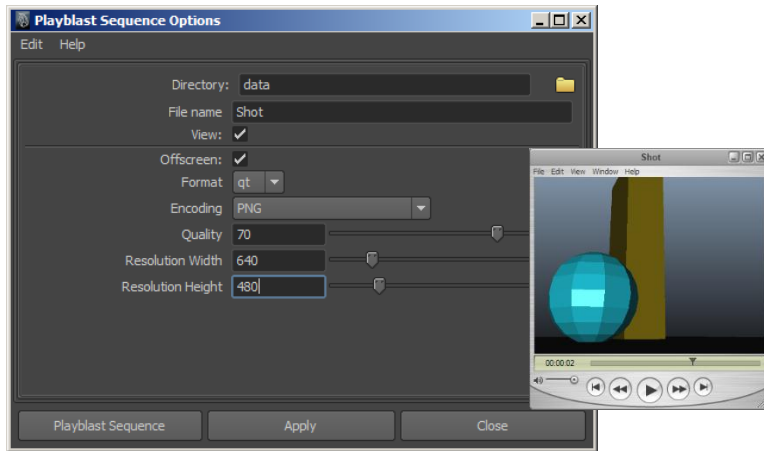 Playblast Sequence Options
Edit Help
Directory: data
File name Shot
View:
Offscreen:
Format qt
Encoding PNG
Quality 70
Resolution Width 640
Resolution Height 480
Playblast Sequence Apply Close
Shot
File Edit View Window Help
00:00:02